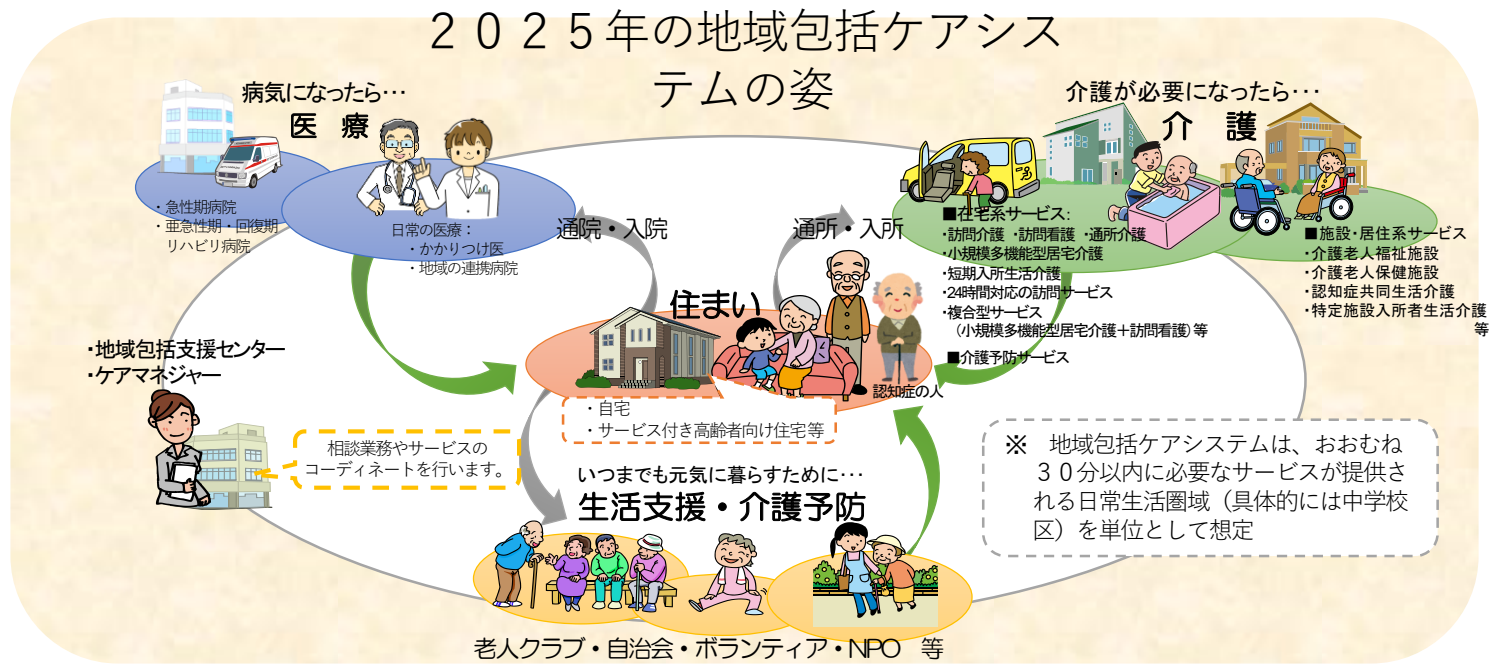 ２０２５年の地域包括ケアシス
テムの姿
病気になったら･･･
医　療
・急性期病院
・亜急性期・回復期
リハビリ病院
日常の医療：
・かかりつけ医
・地域の連携病院
通院・入院
通所・入所
介護が必要になったら･･･
介　護
■在宅系サービス：
・訪問介護　・訪問看護　・通所介護
・小規模多機能型居宅介護
・短期入所生活介護
・24時間対応の訪問サービス
・複合型サービス
（小規模多機能型居宅介護＋訪問看護）等
■介護予防サービス
■施設・居住系サービス
・介護老人福祉施設
・介護老人保健施設
・認知症共同生活介護
・特定施設入所者生活介護
等
住まい
認知症の人
・自宅
・サービス付き高齢者向け住宅等
・地域包括支援センター
・ケアマネジャー
相談業務やサービスの
コーディネートを行います。
いつまでも元気に暮らすために･･･
生活支援・介護予防
老人クラブ・自治会・ボランティア・NPO　等
※　地域包括ケアシステムは、おおむね
３０分以内に必要なサービスが提供さ
れる日常生活圏域（具体的には中学校
区）を単位として想定